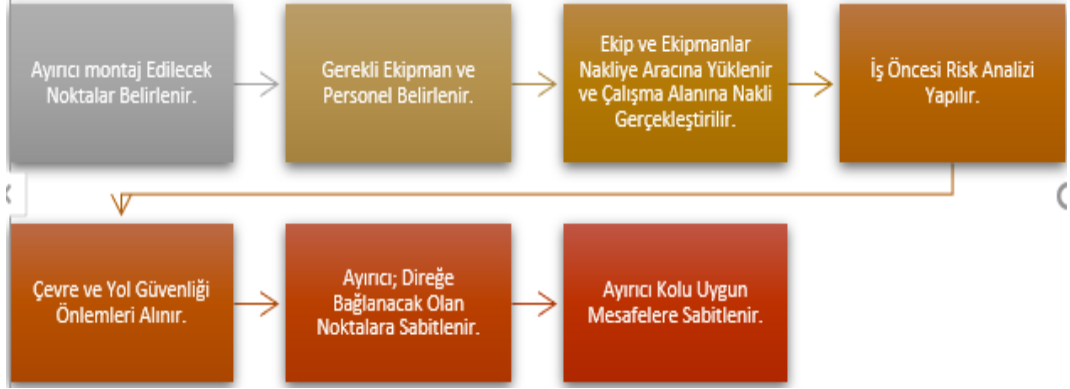 Ayırıcı montaj Edilecek
Noktalar Belirlenir.
Gerekli Ekipman ve
Personel Belirlenir.
Ekip ve Ekipmanlar
Nakliye Aracına Yüklenir
ve Çalışma Alanına Nakli
Gerçekleştirilir.
İş Öncesi Risk Analizi
Yapılır.
Çevre ve Yol Güvenliği
Önlemleri Alınır.
Ayırıcı; Direğe
Bağlanacak Olan
Noktalara Sabitlenir.
Ayırıcı Kolu Uygun
Mesafelere Sabitlenir.